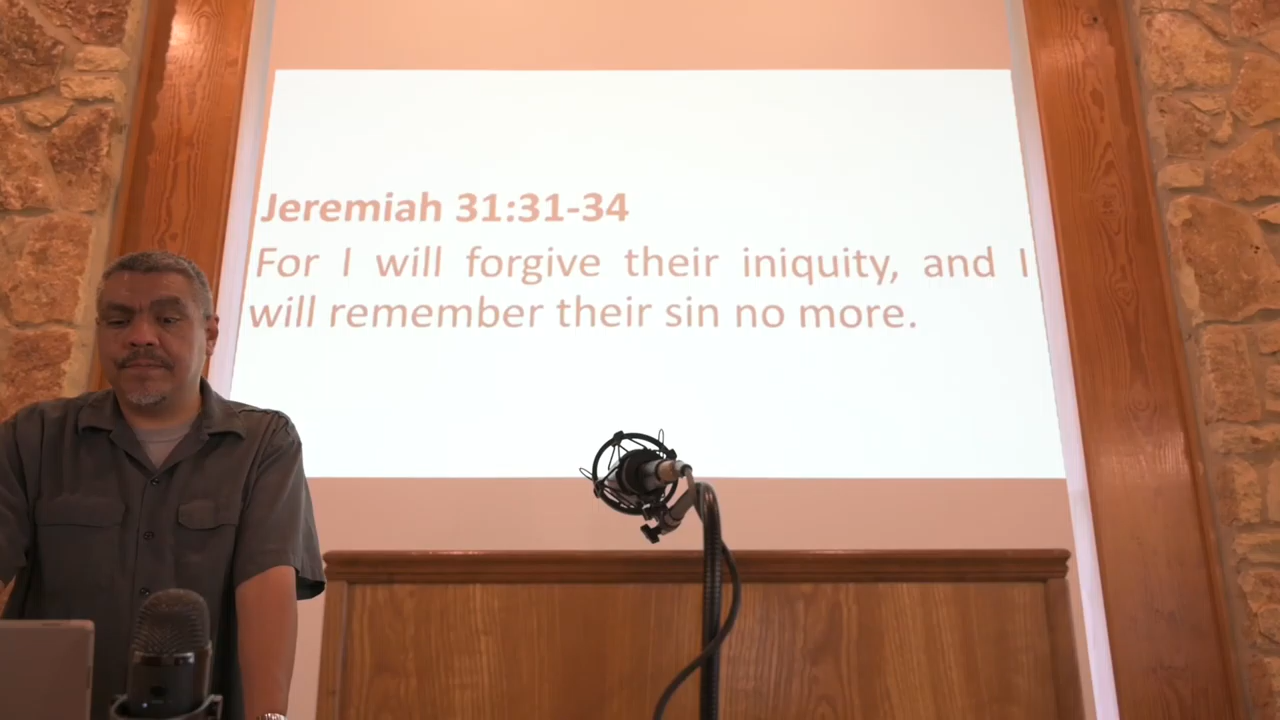 Jeremiah 31:31-34
For I will forgive their iniquity, and I
will remember their sin no more.